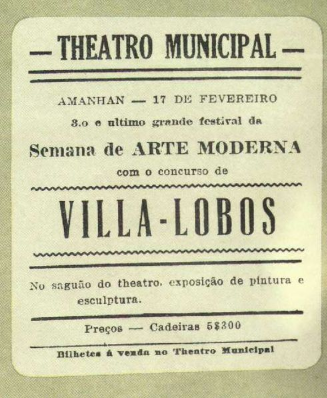 — THEATRO MUNICIPAL —
AMANHAN — 17 DE FEVEREIRO
3.o e ultimo grande festival da
Semana de ARTE MODERNA
com o concurso de
VILLA-LOBOS
No saguão do theatro. exposição de pintura e
esculptura.
Preços — Cadeiras 5$300
Bilhetes á venda no Theatro Municipal